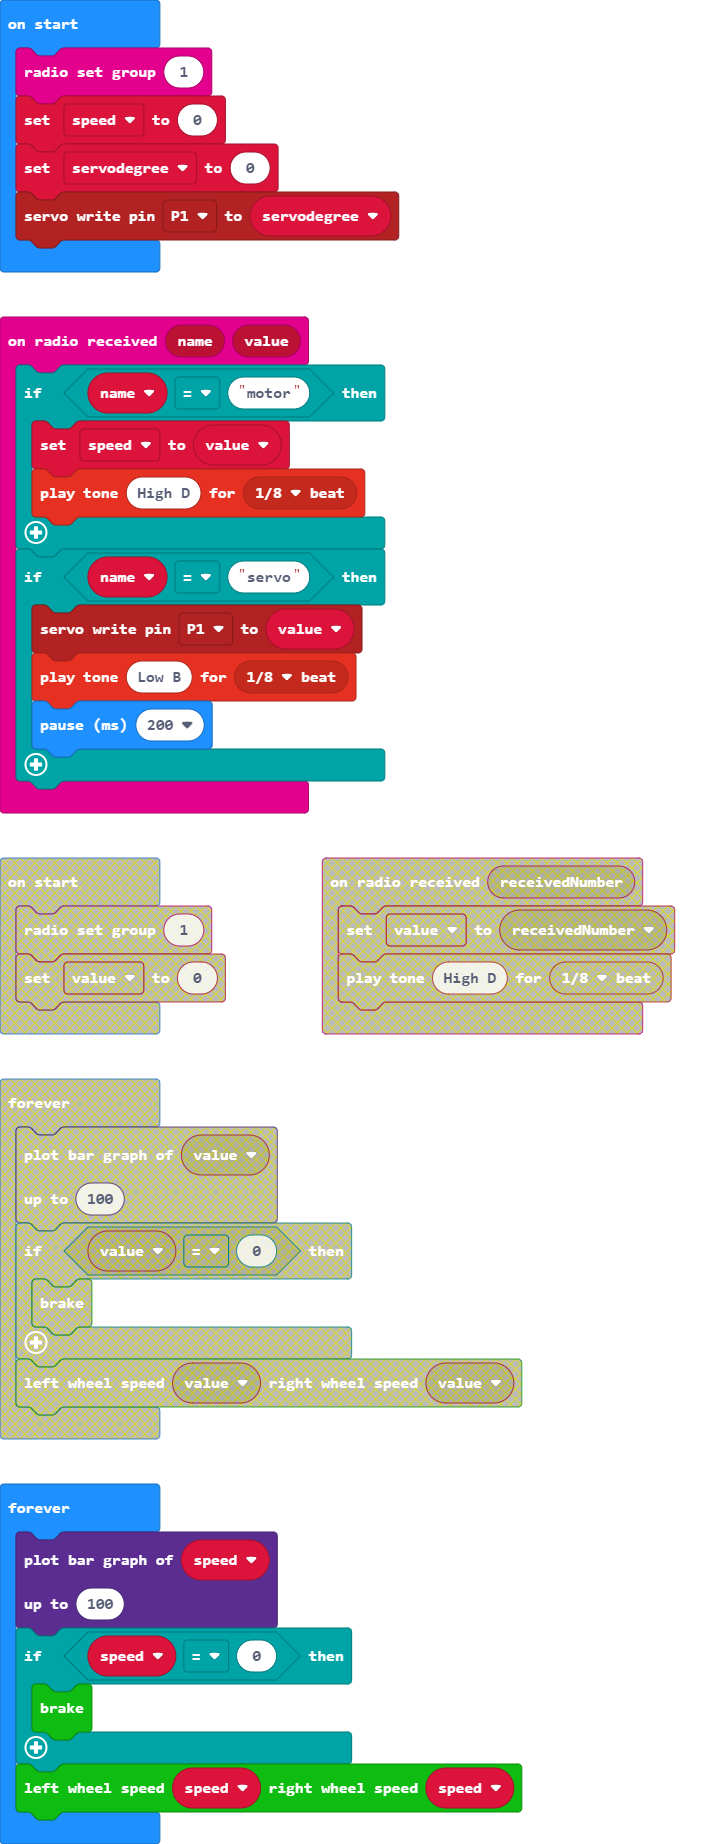 on start
radio set group 1
set speed to 0
set servodegree to 0
servo write pin P1 to servodegree
on radio received name value
if name = "motor" then
set speed to value
play tone High D for 1/8 beat
if name = "servo" then
servo write pin P1 to value
play tone Low B for 1/8 beat
pause (ms) 200
on start
radio set group 1
set value to 0
on radio received receivedNumber
set value to receivedNumber
play tone High D for 1/8 beat
forever
plot bar graph of value
up to 100
if value = 0 then
brake
left wheel speed value right wheel speed value
forever
plot bar graph of speed
up to 100
if speed = 0 then
brake
left wheel speed speed right wheel speed speed